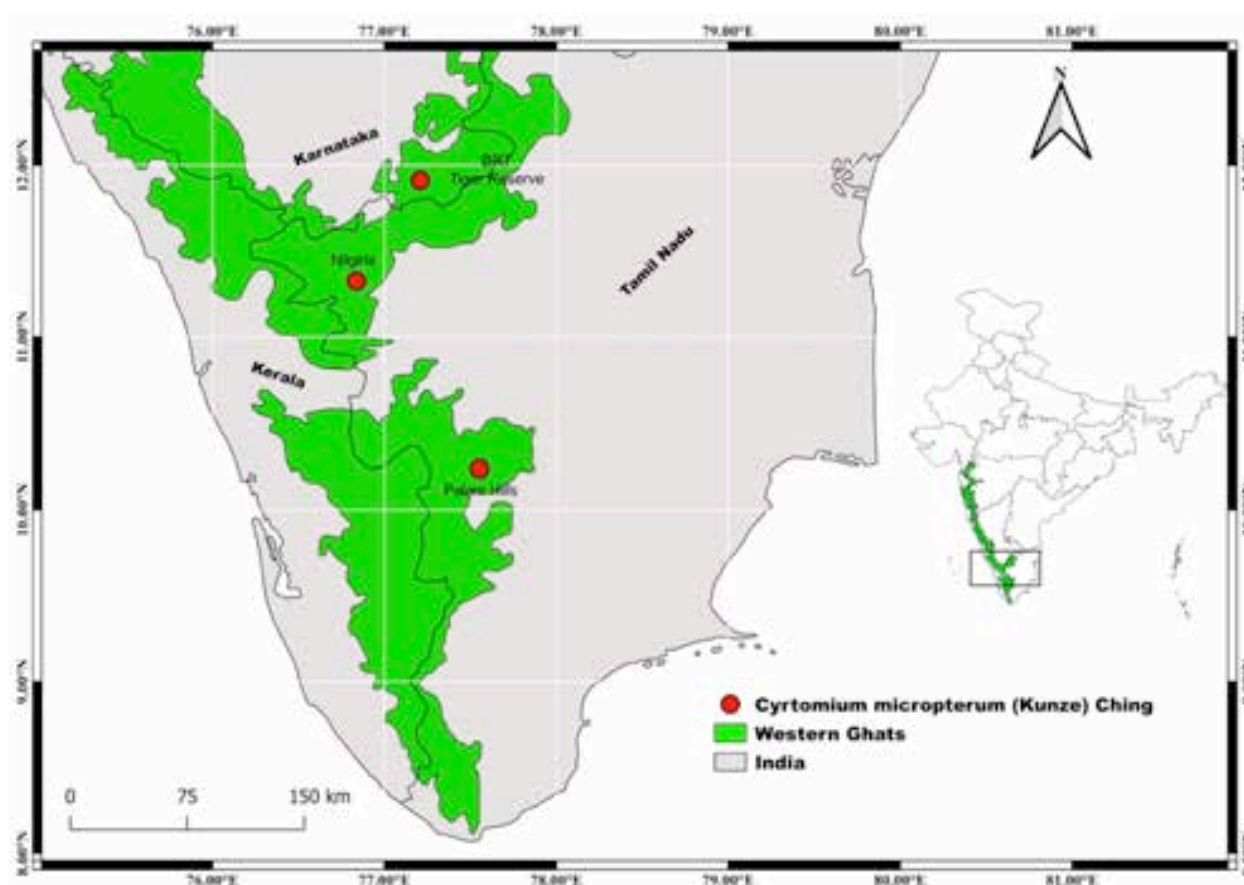 76.00°E 77.00°E 78.00°E 79.00°E 80.00°E 81.00°E
N
Karnataka
12.00°N
BRT
Tiger Reserve
Nilgiris
Tamil Nadu
11.00°N
Kerala
Palani Hills
10.00°N
9.00°N
Cyrtomium micropterum (Kunze) Ching
Western Ghats
India
0 75 150 km
8.00°N
76.00°E 77.00°E 78.00°E 79.00°E 80.00°E 81.00°E